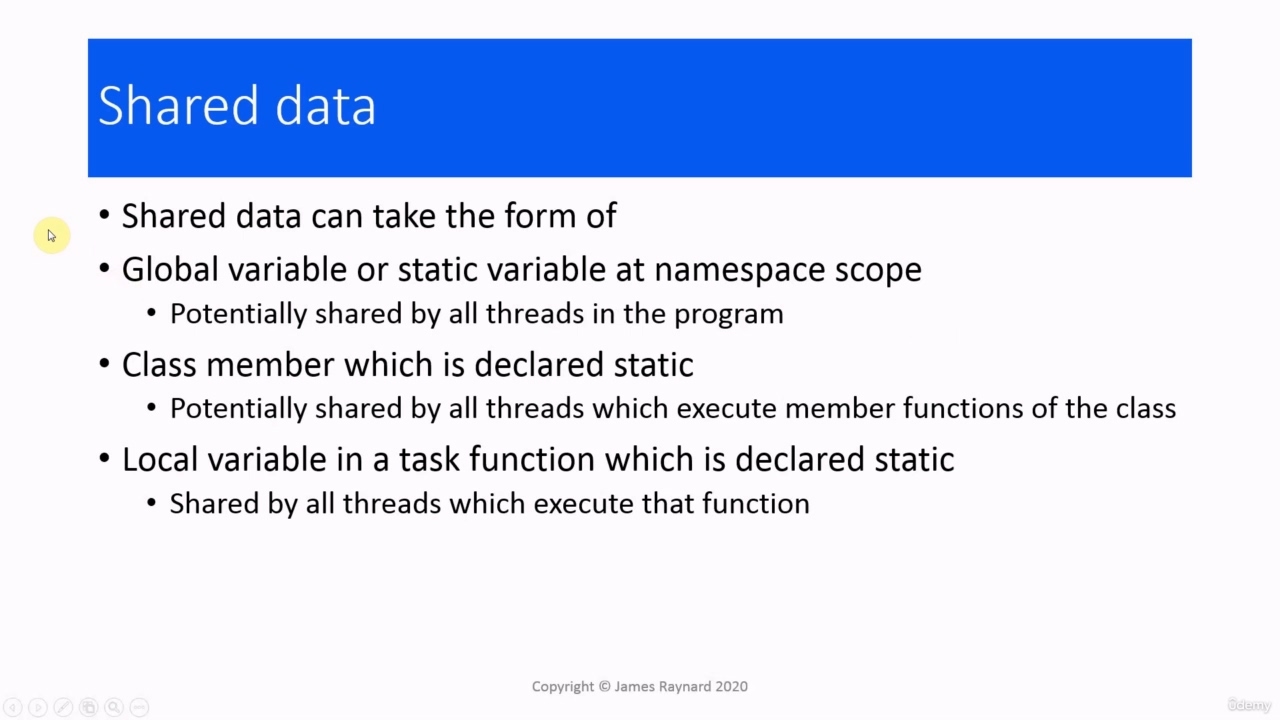 Shared data
• Shared data can take the form of
• Global variable or static variable at namespace scope
• Potentially shared by all threads in the program
• Class member which is declared static
• Potentially shared by all threads which execute member functions of the class
• Local variable in a task function which is declared static
• Shared by all threads which execute that function
Copyright © James Raynard 2020
ûdemy